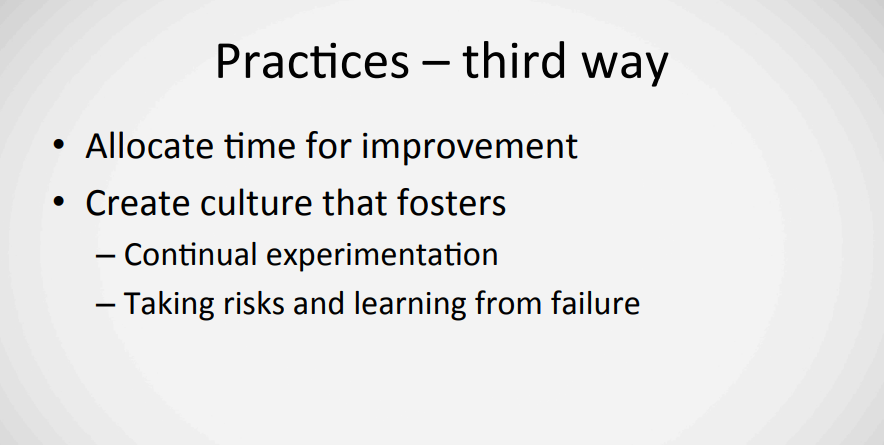 Practices – third way
• Allocate time for improvement
• Create culture that fosters
– Continual experimentation
– Taking risks and learning from failure